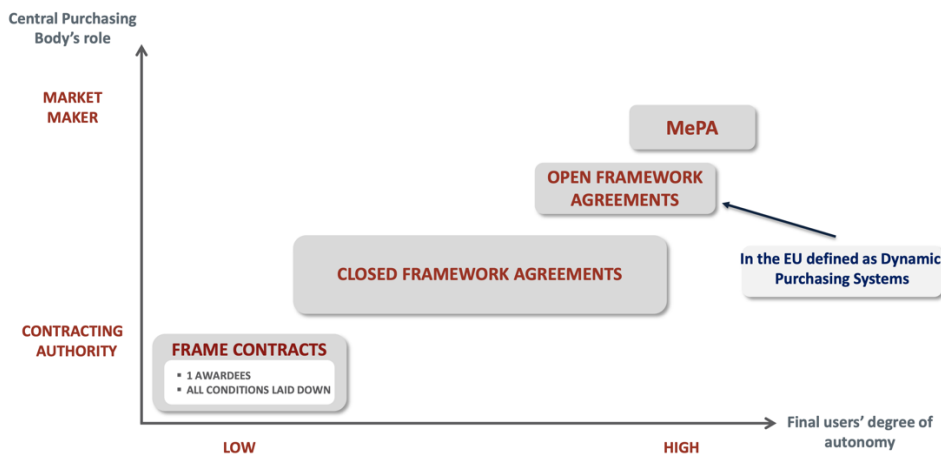 Central Purchasing
Body's role
MARKET
MAKER
MePA
OPEN FRAMEWORK
AGREEMENTS
In the EU defined as Dynamic
Purchasing Systems
CLOSED FRAMEWORK AGREEMENTS
CONTRACTING
AUTHORITY
FRAME CONTRACTS
▪ 1 AWARDEES
▪ ALL CONDITIONS LAID DOWN
LOW
HIGH
Final users' degree of
autonomy